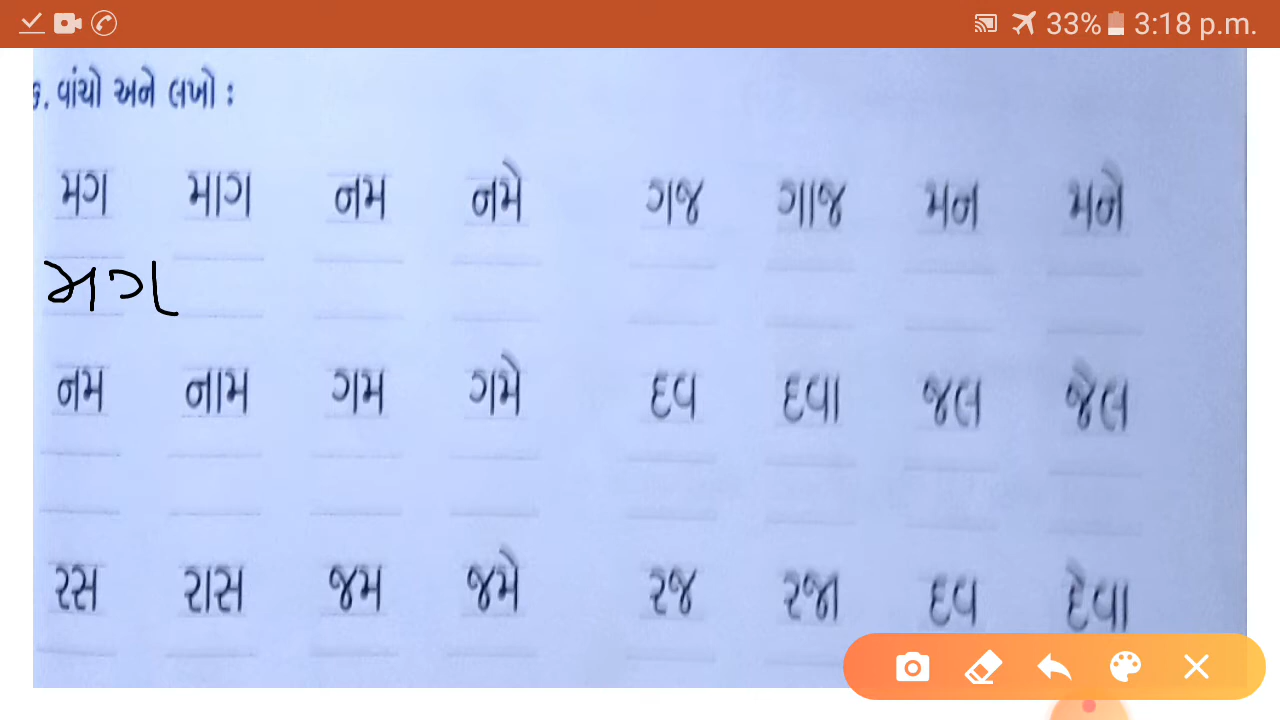 33% 3:18 p.m.
૩. વાંચો અને લખો :
મગ માગ નમ નમે ગજ ગાજ મન મને
મગ
નમ નામ ગમ ગમે દવ દવા જલ જેલ
રસ રાસ જમ જમે રજ રજા દવ દેવા